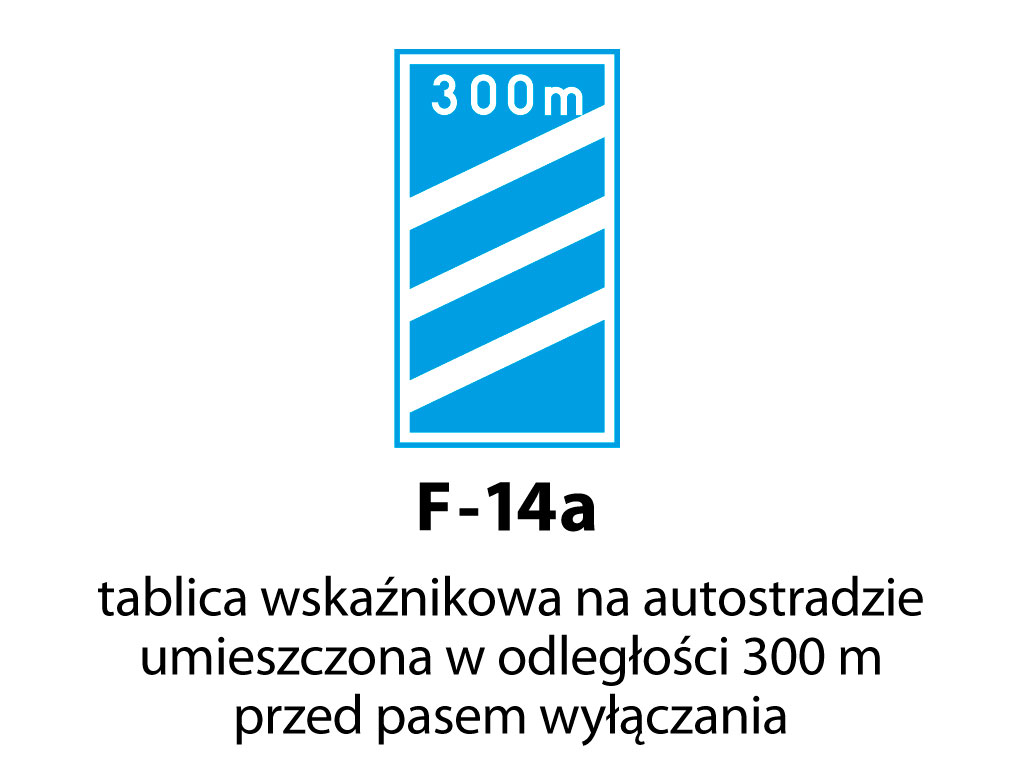 300m
F-14a
tablica wskaźnikowa na autostradzie
umieszczona w odległości 300 m
przed pasem wyłączania